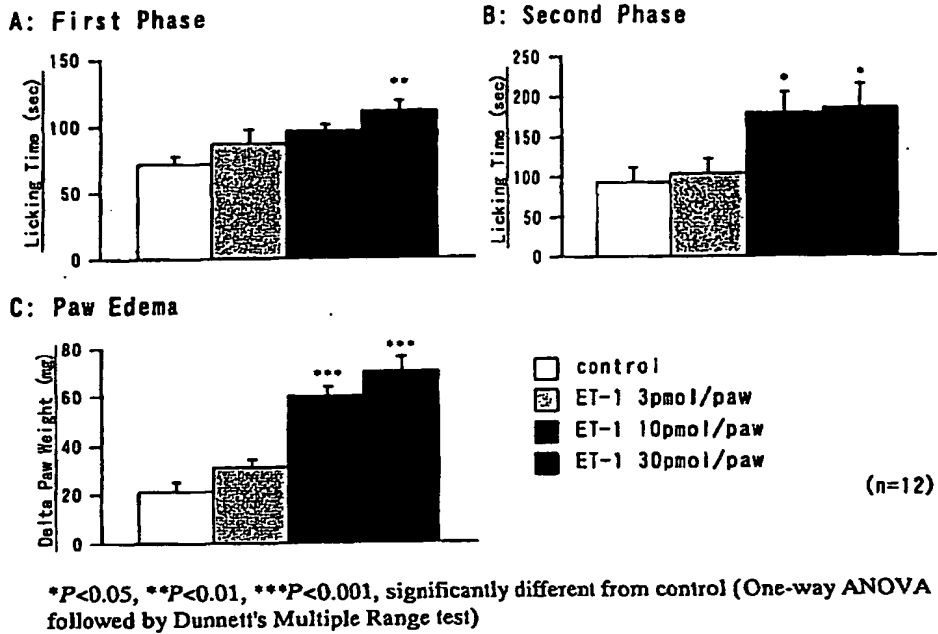 A: First Phase
Licking Time (sec)
150
100
50
0
**
B: Second Phase
Licking Time (sec)
250
200
150
100
50
0
*
*
C: Paw Edema
Delta Paw Weight (mg)
80
60
40
20
0
***
***
control
ET-1 3pmol/paw
ET-1 10pmol/paw
ET-1 30pmol/paw
(n=12)
*P<0.05, **P<0.01, ***P<0.001, significantly different from control (One-way ANOVA
followed by Dunnett's Multiple Range test)